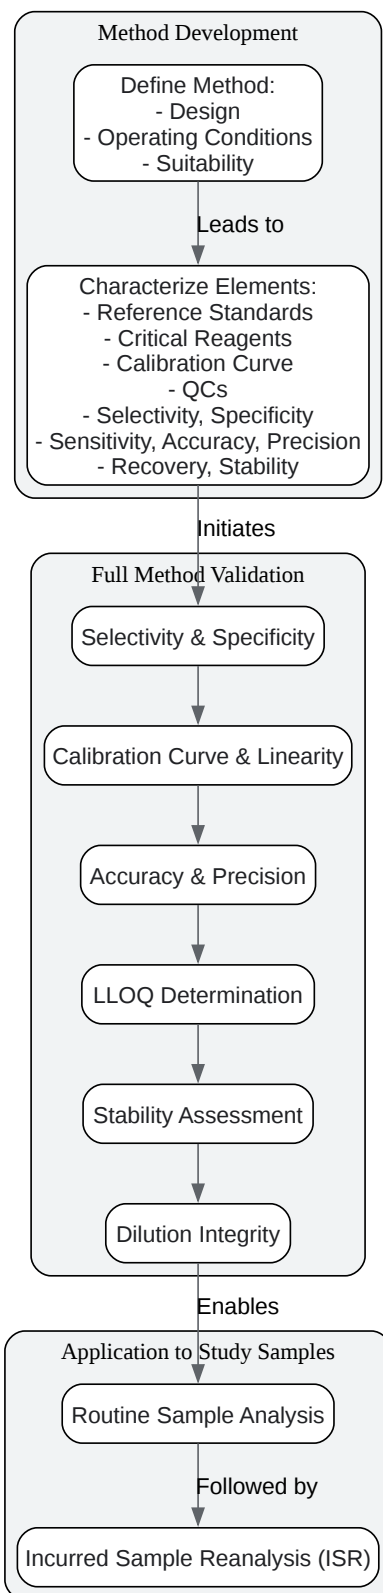 Method Development
Define Method:
- Design
- Operating Conditions
- Suitability
Leads to
Characterize Elements:
- Reference Standards
- Critical Reagents
- Calibration Curve
- QCs
- Selectivity, Specificity
- Sensitivity, Accuracy, Precision
- Recovery, Stability
Initiates
Full Method Validation
Selectivity & Specificity
Calibration Curve & Linearity
Accuracy & Precision
LLOQ Determination
Stability Assessment
Dilution Integrity
Enables
Application to Study Samples
Routine Sample Analysis
Followed by
Incurred Sample Reanalysis (ISR)